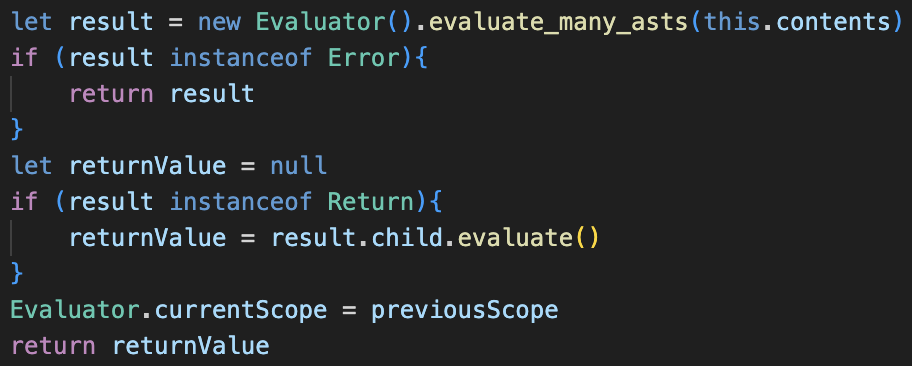 let result = new Evaluator().evaluate_many_asts(this.contents)
if (result instanceof Error){
    return result
}
let returnValue = null
if (result instanceof Return){
    returnValue = result.child.evaluate()
}
Evaluator.currentScope = previousScope
return returnValue